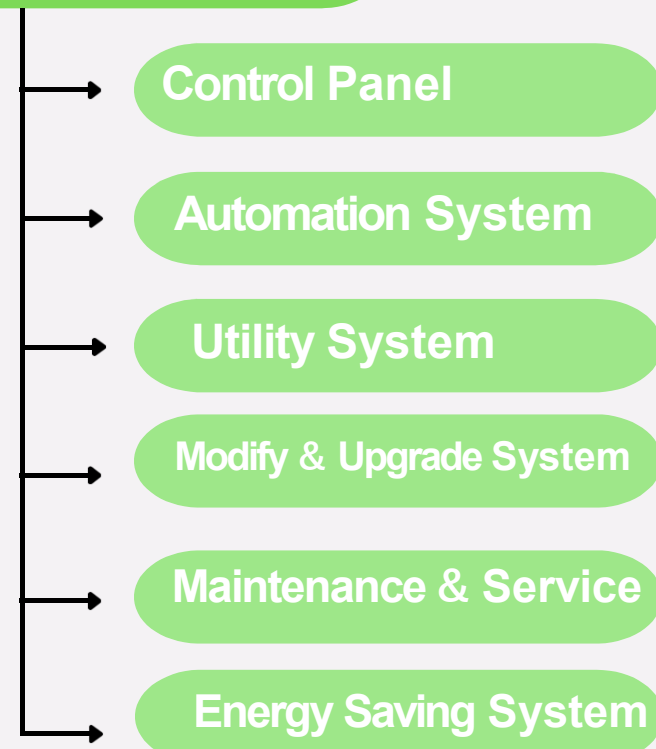 Control Panel
Automation System
Utility System
Modify & Upgrade System
Maintenance & Service
Energy Saving System